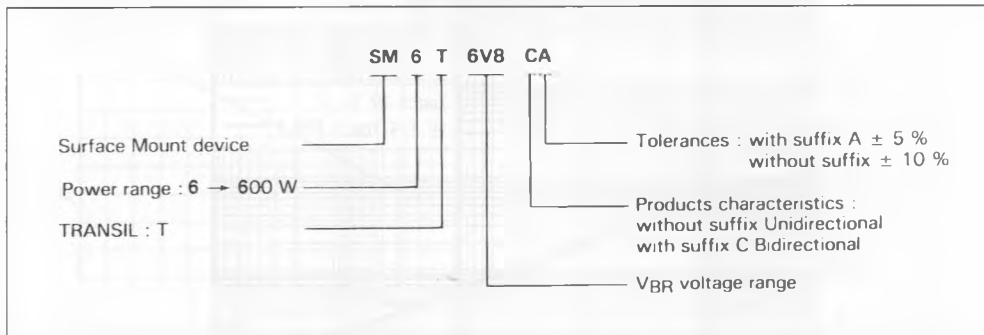 SM 6 T 6V8 CA
Surface Mount device
Power range : 6 → 600 W
TRANSIL : T
Tolerances : with suffix A ± 5 %
without suffix ± 10 %
Products characteristics :
without suffix Unidirectional
with suffix C Bidirectional
VBR voltage range